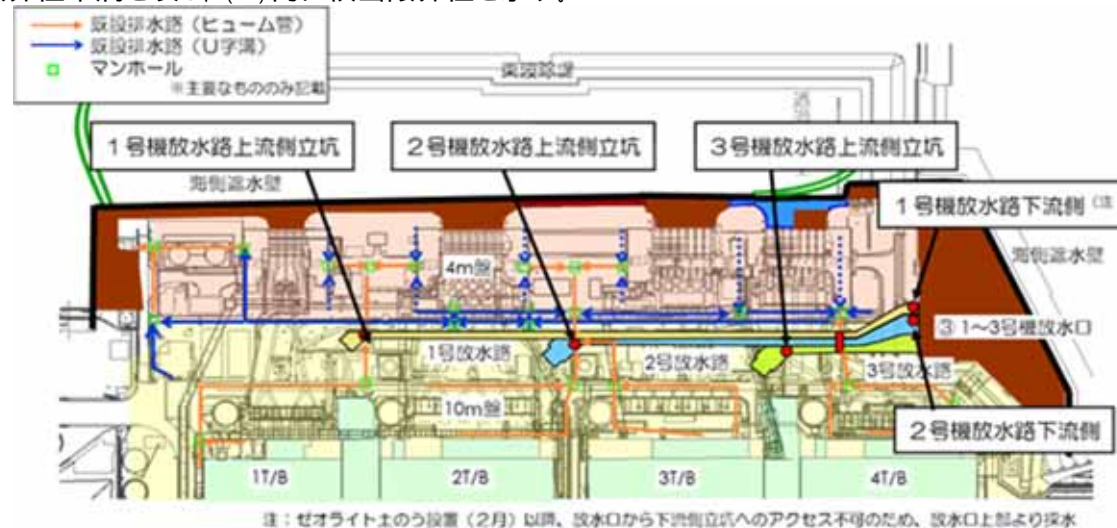 既設排水路（ヒューム管）
既設排水路（U字溝）
マンホール
※主要なもののみ記載
東波除堤
1号機放水路上流側立坑
2号機放水路上流側立坑
3号機放水路上流側立坑
海側遮水壁
1号機放水路下流側（注
海側遮水壁
4m盤
③1～3号機放水口
1号放水路
2号放水路
3号放水路
10m盤
2号機放水路下流側
1T/B
2T/B
3T/B
4T/B
注：ゼオライト土のう設置（2月）以降、放水口から下流側立坑へのアクセス不可のため、放水口上部より採水